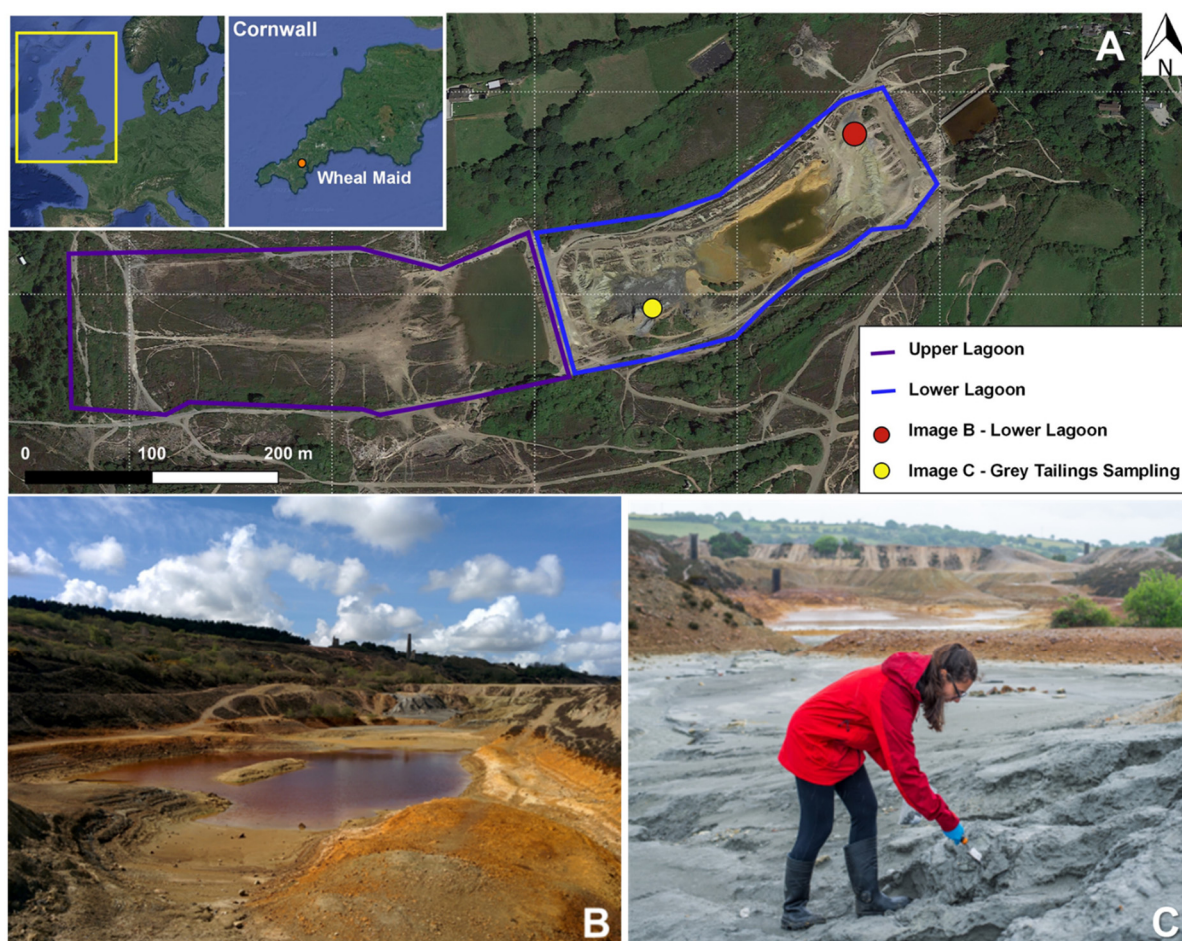 Cornwall
Wheal Maid
A
N
Upper Lagoon
Lower Lagoon
Image B - Lower Lagoon
Image C - Grey Tailings Sampling
0 100 200 m
B
C